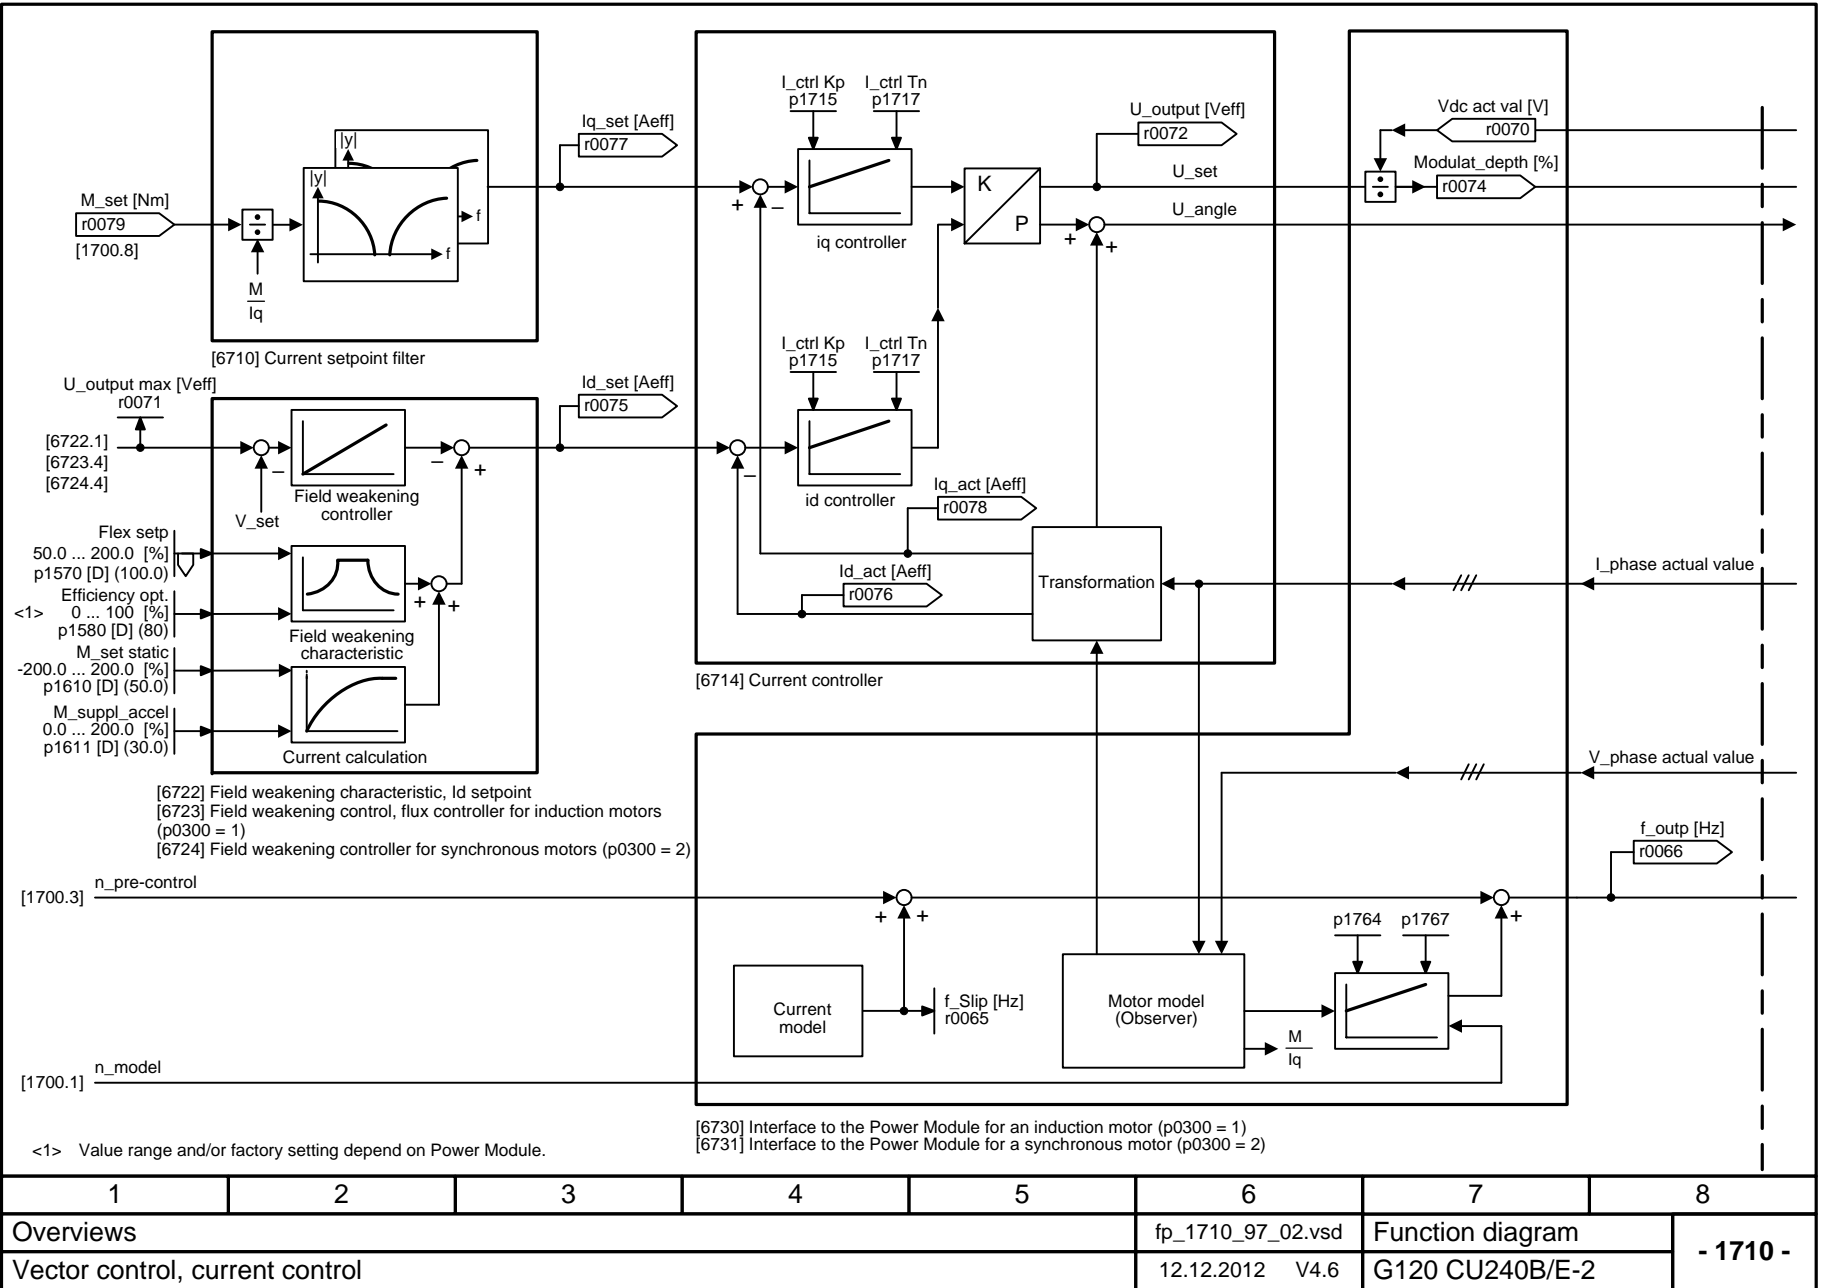 M_set [Nm]
r0079
[1700.8]
M
Iq
|y|
|y|
f
f
[6710] Current setpoint filter
Iq_set [Aeff]
r0077
I_ctrl Kp
p1715
I_ctrl Tn
p1717
+
–
iq controller
K
P
U_output [Veff]
r0072
U_set
U_angle
+
+
Vdc act val [V]
r0070
Modulat_depth [%]
r0074
U_output max [Veff]
r0071
[6722.1]
[6723.4]
[6724.4]
–
V_set
Field weakening
controller
–
+
Id_set [Aeff]
r0075
I_ctrl Kp
p1715
I_ctrl Tn
p1717
–
id controller
Iq_act [Aeff]
r0078
Id_act [Aeff]
r0076
Transformation
I_phase actual value
[6714] Current controller
Flex setp
50.0 ... 200.0 [%]
p1570 [D] (100.0)
Efficiency opt.
<1> 0 ... 100 [%]
p1580 [D] (80)
+
+
Field weakening
characteristic
M_set static
-200.0 ... 200.0 [%]
p1610 [D] (50.0)
M_suppl_accel
0.0 ... 200.0 [%]
p1611 [D] (30.0)
Current calculation
[6722] Field weakening characteristic, Id setpoint
[6723] Field weakening control, flux controller for induction motors
(p0300 = 1)
[6724] Field weakening controller for synchronous motors (p0300 = 2)
V_phase actual value
f_outp [Hz]
r0066
[1700.3]
n_pre-control
+
+
+
p1764
p1767
Current
model
f_Slip [Hz]
r0065
Motor model
(Observer)
M
Iq
[1700.1]
n_model
[6730] Interface to the Power Module for an induction motor (p0300 = 1)
[6731] Interface to the Power Module for a synchronous motor (p0300 = 2)
<1> Value range and/or factory setting depend on Power Module.
1 2 3 4 5 6 7 8
Overviews
fp_1710_97_02.vsd
Function diagram
- 1710 -
Vector control, current control
12.12.2012 V4.6
G120 CU240B/E-2